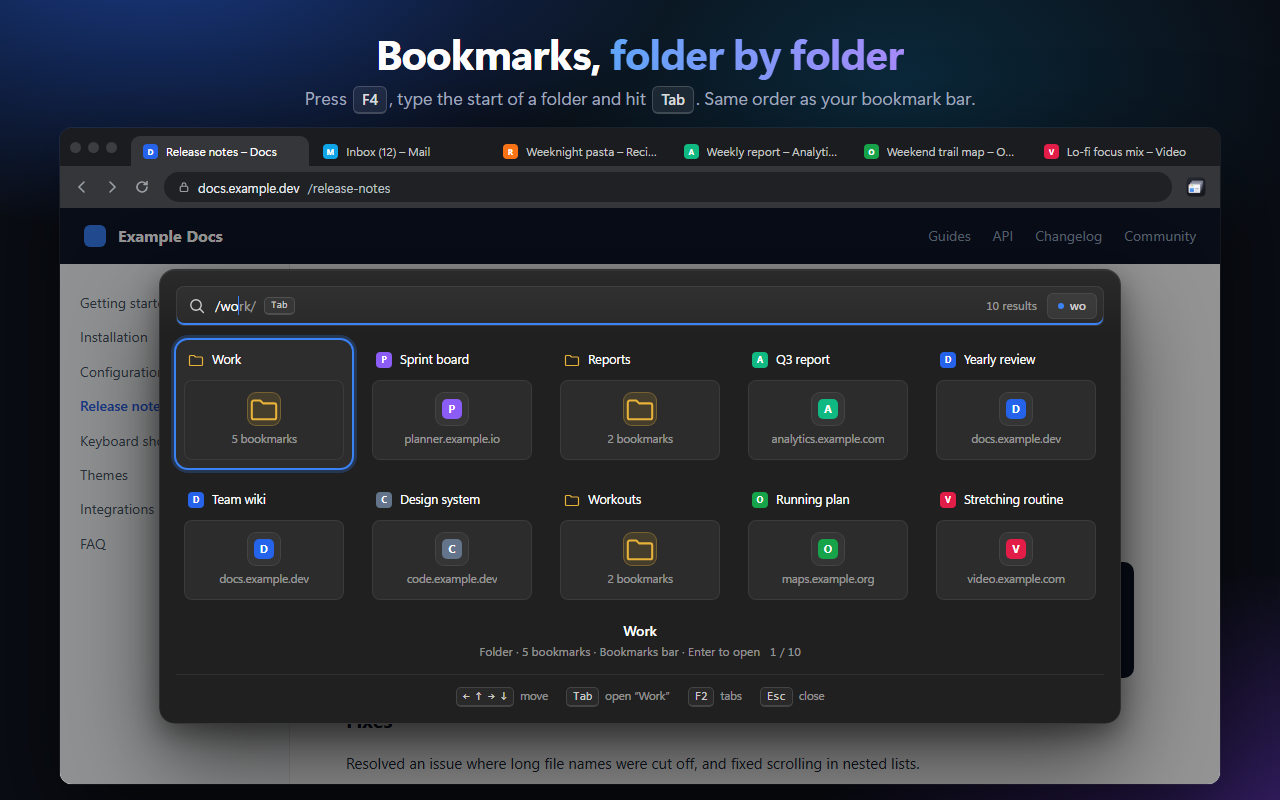 Bookmarks, folder by folder
Press F4, type the start of a folder and hit Tab. Same order as your bookmark bar.
D Release notes – Docs M Inbox (12) – Mail R Weeknight pasta – Reci... A Weekly report – Analyti... O Weekend trail map – O... V Lo-fi focus mix – Video
docs.example.dev /release-notes
Example Docs Guides API Changelog Community
/work/ Tab 10 results wo
Getting starte
Installation
Configuratio
Release note
Keyboard sho
Themes
Integrations
FAQ
Work P Sprint board Reports A Q3 report D Yearly review
P A D
5 bookmarks planner.example.io 2 bookmarks analytics.example.com docs.example.dev
D Team wiki C Design system Workouts O Running plan V Stretching routine
D C O V
docs.example.dev code.example.dev 2 bookmarks maps.example.org video.example.com
Work
Folder · 5 bookmarks · Bookmarks bar · Enter to open 1 / 10
← ↑ → ↓ move Tab open “Work” F2 tabs Esc close
Fixes
Resolved an issue where long file names were cut off, and fixed scrolling in nested lists.